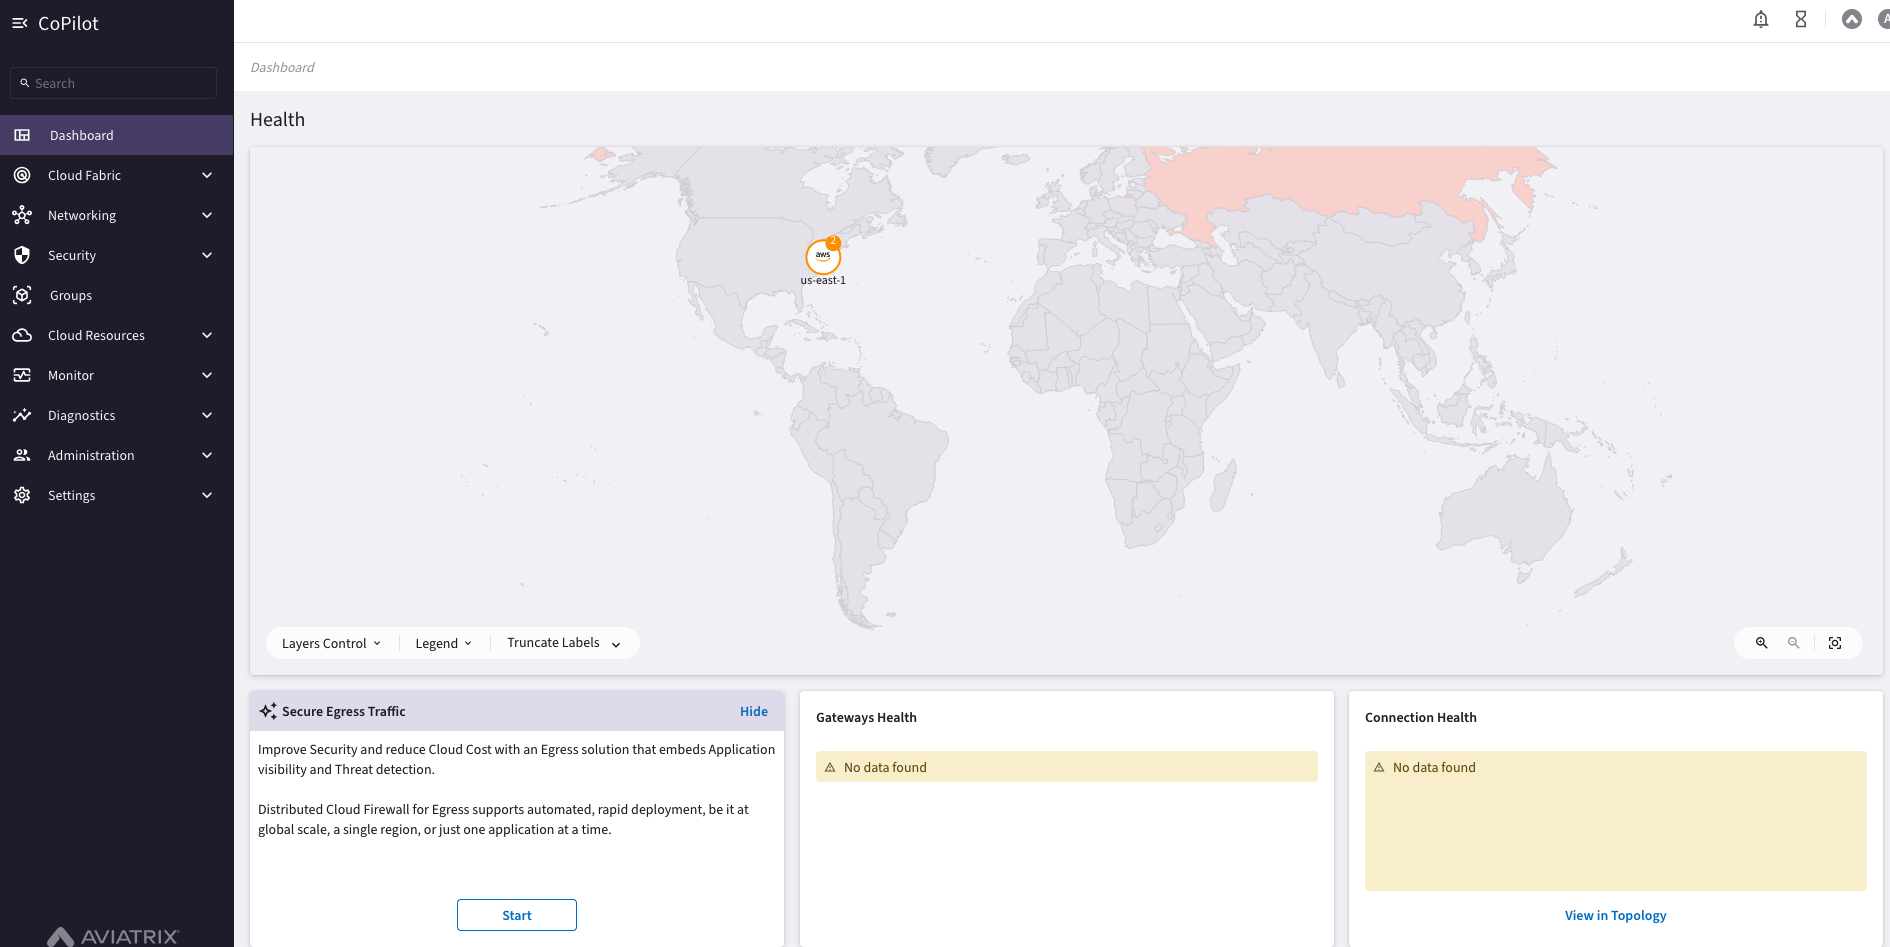 CoPilot
Search
Dashboard
Cloud Fabric
Networking
Security
Groups
Cloud Resources
Monitor
Diagnostics
Administration
Settings
AVIATRIX
A
Dashboard
Health
2
aws
us-east-1
Layers Control
Legend
Truncate Labels
Secure Egress Traffic
Hide
Improve Security and reduce Cloud Cost with an Egress solution that embeds Application
visibility and Threat detection.
Distributed Cloud Firewall for Egress supports automated, rapid deployment, be it at
global scale, a single region, or just one application at a time.
Start
Gateways Health
No data found
Connection Health
No data found
View in Topology